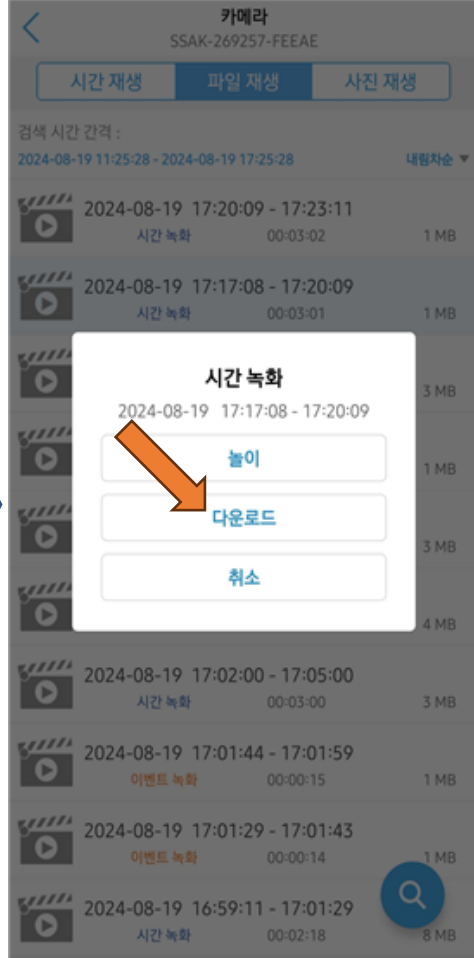 카메라
SSAK-269257-FEEAE
시간 재생 파일 재생 사진 재생
검색 시간 간격 :
2024-08-19 11:25:28 - 2024-08-19 17:25:28 내림차순
2024-08-19 17:20:09 - 17:23:11
시간 녹화 00:03:02 1 MB
2024-08-19 17:17:08 - 17:20:09
시간 녹화 00:03:01 1 MB
시간 녹화
3 MB
2024-08-19 17:17:08 - 17:20:09
놀이
1 MB
다운로드
3 MB
취소
4 MB
2024-08-19 17:02:00 - 17:05:00
시간 녹화 00:03:00 3 MB
2024-08-19 17:01:44 - 17:01:59
이벤트 녹화 00:00:15 1 MB
2024-08-19 17:01:29 - 17:01:43
이벤트 녹화 00:00:14 1 MB
2024-08-19 16:59:11 - 17:01:29
시간 녹화 00:02:18 8 MB